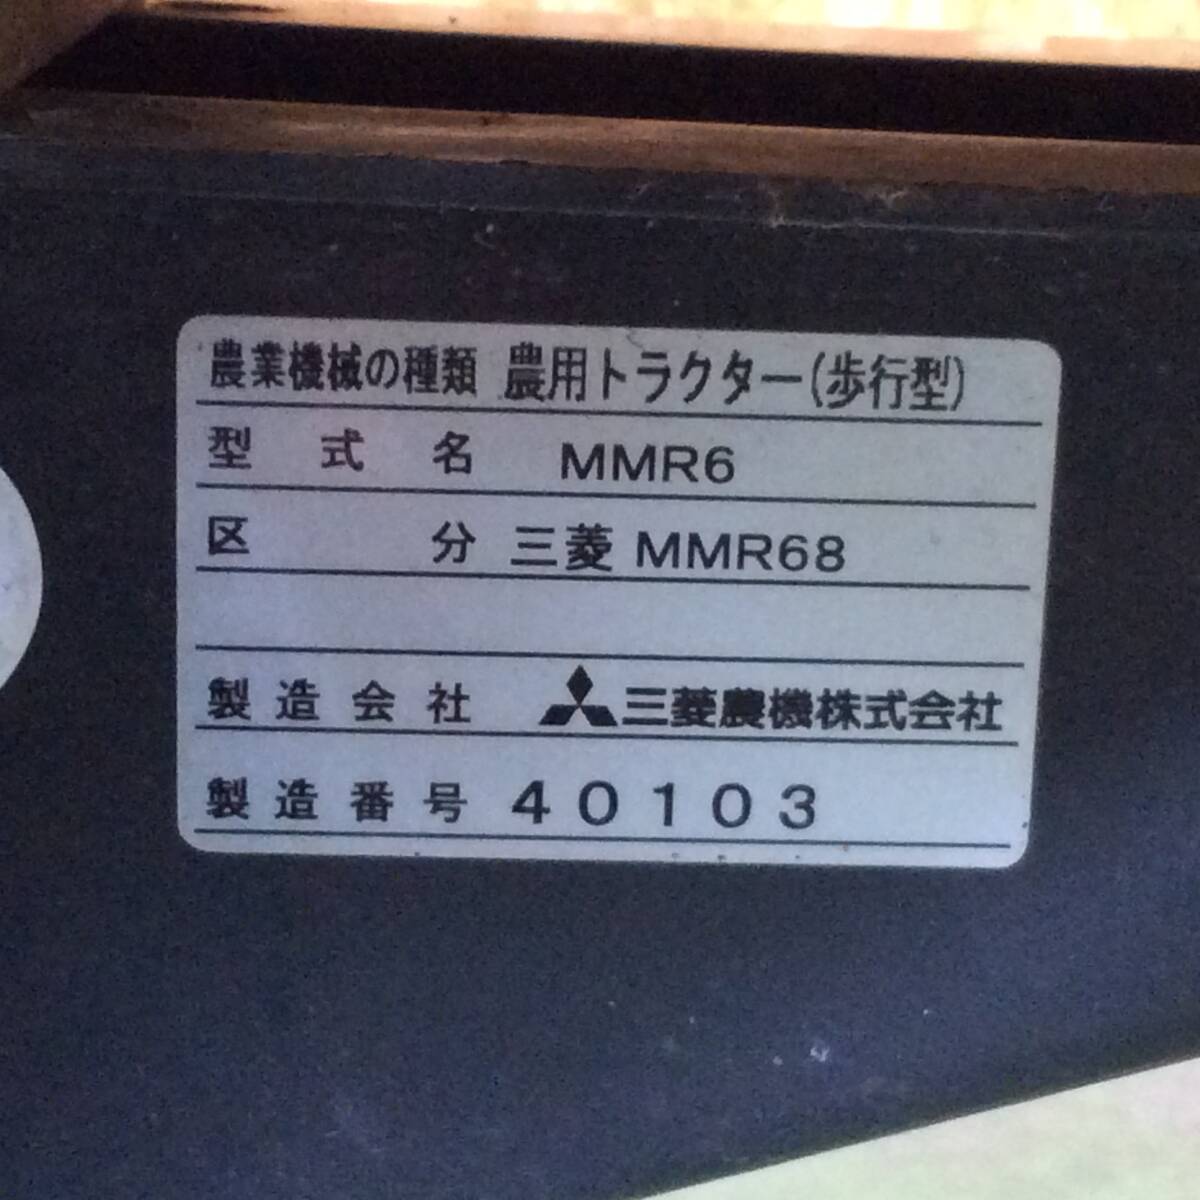 農業機械の種類 農用トラクター(歩行型)
型式名 MMR6
区分 三菱 MMR68
製造会社 三菱農機株式会社
製造番号 40103